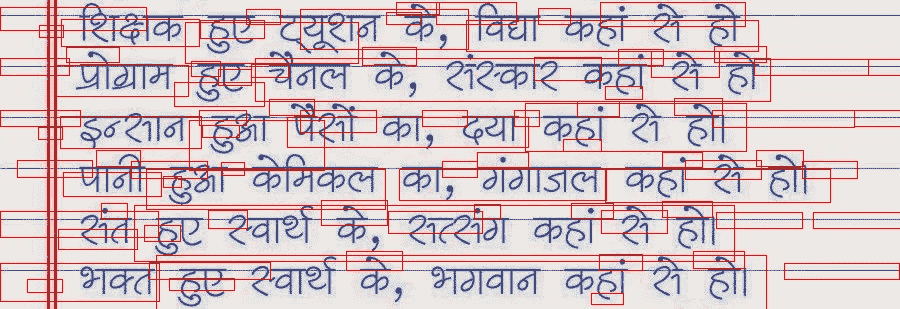 शिक्षक हुए ट्यूशन के, विद्या कहां से हो
प्रोग्राम हुए चैनल के, संस्कार कहां से हो
इन्सान हुआ पैसों का, दया कहां से हो।
पानी हुआ केमिकल का, गंगाजल कहां से हो।
संत हुए स्वार्थ के, सत्संग कहां से हो।
भक्त हुए स्वार्थ के, भगवान कहां से हो।